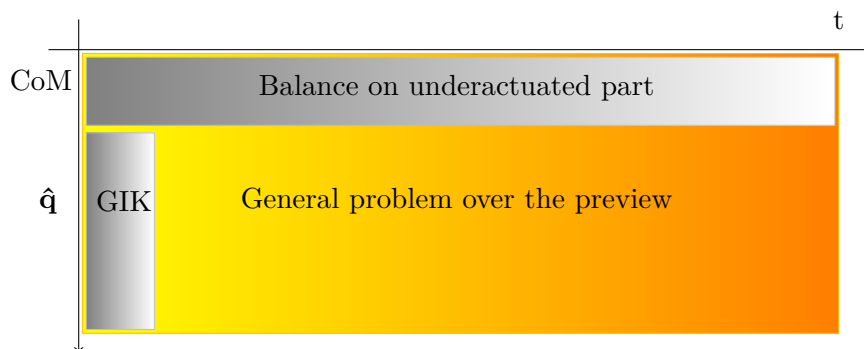 t
CoM
Balance on underactuated part
q̂
GIK
General problem over the preview